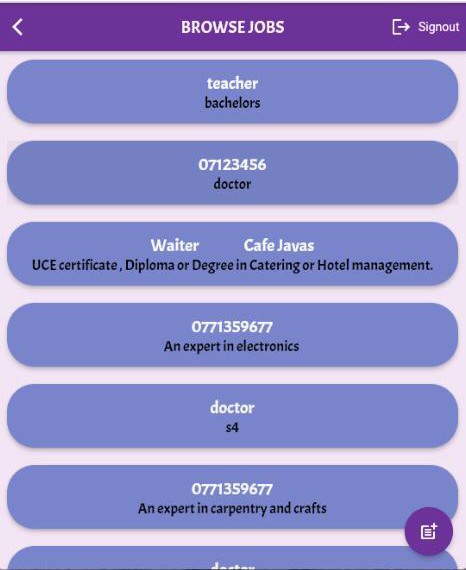 BROWSE JOBS
Signout
teacher
bachelors
07123456
doctor
Waiter Cafe Javas
UCE certificate , Diploma or Degree in Catering or Hotel management.
0771359677
An expert in electronics
doctor
s4
0771359677
An expert in carpentry and crafts
doctor